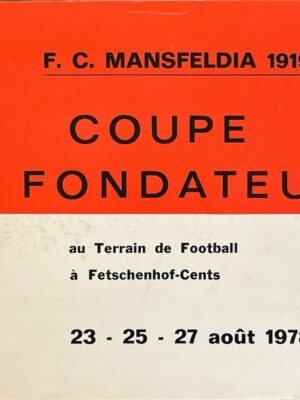 F. C. MANSFELDIA 1919
COUPE
FONDATEU
au Terrain de Football
à Fetschenhof-Cents
23 - 25 - 27 août 1978